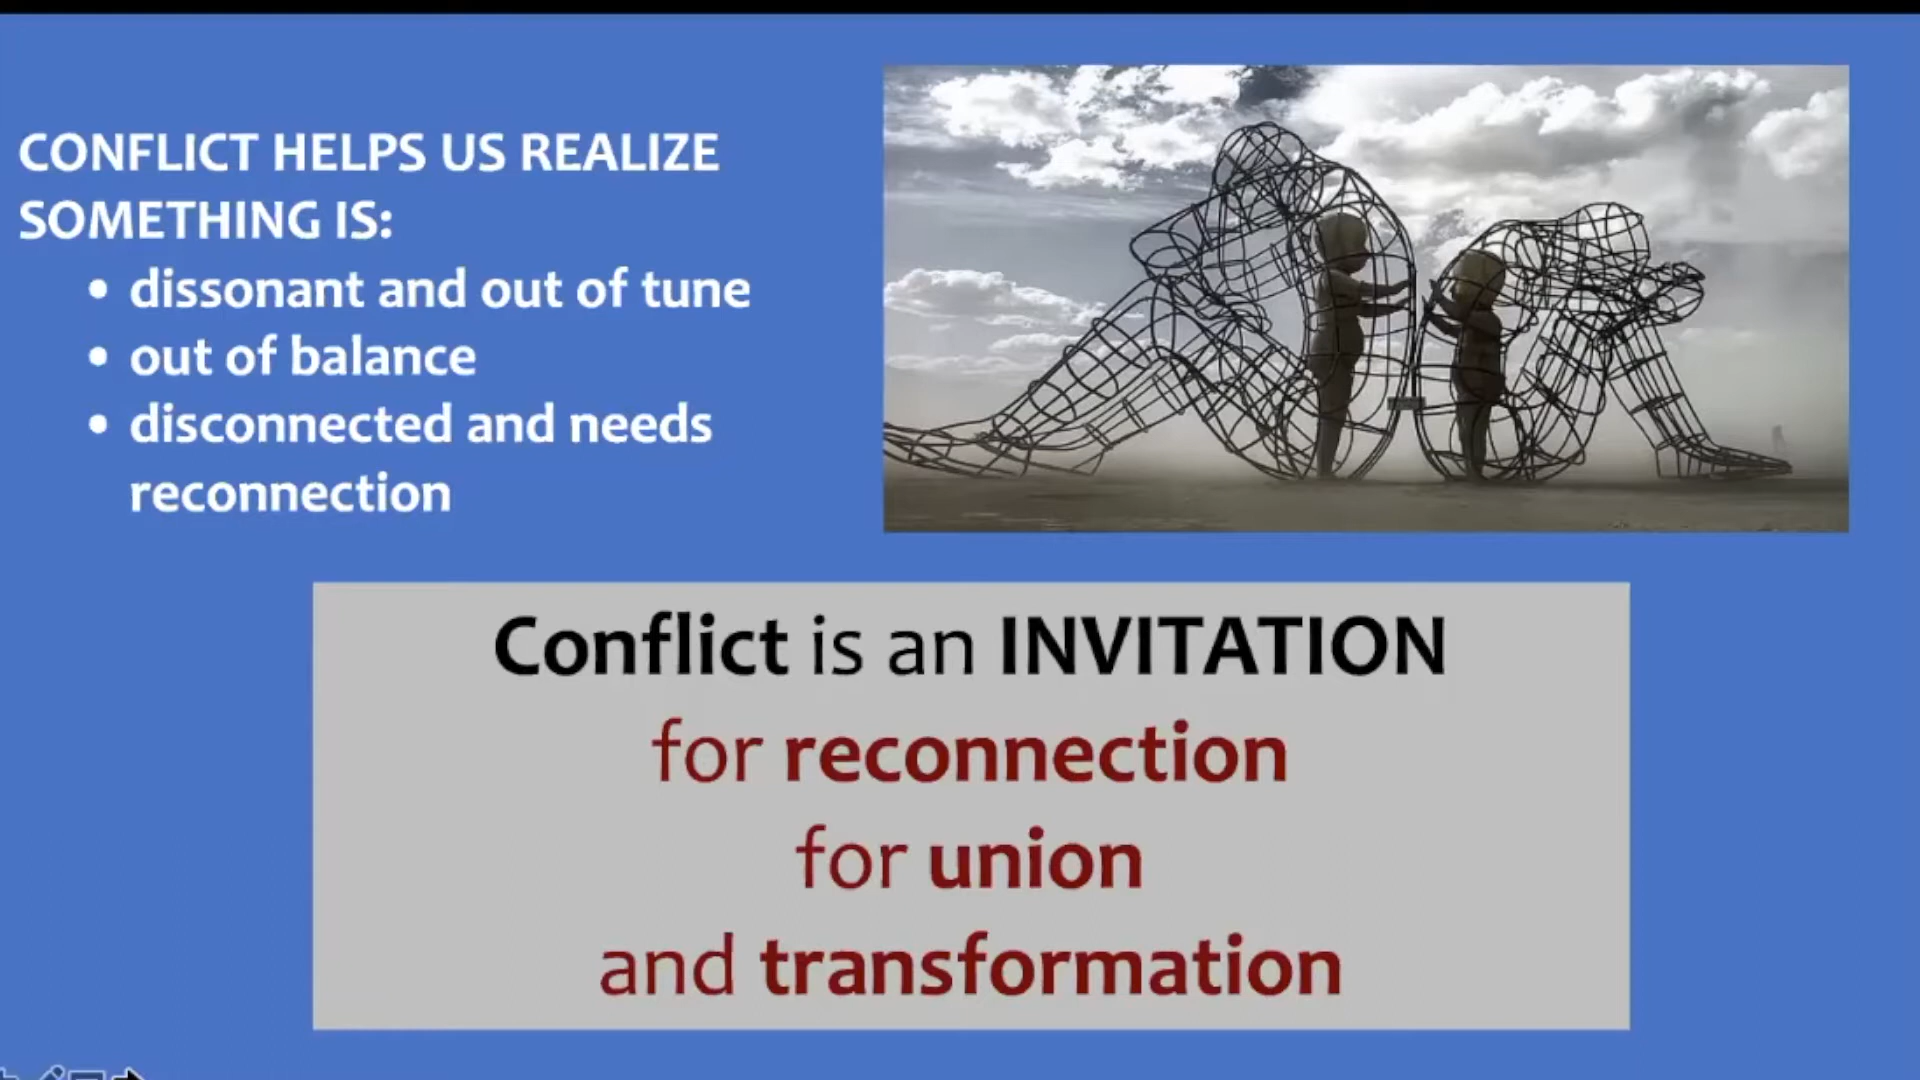 CONFLICT HELPS US REALIZE
SOMETHING IS:
• dissonant and out of tune
• out of balance
• disconnected and needs
reconnection
Conflict is an INVITATION
for reconnection
for union
and transformation